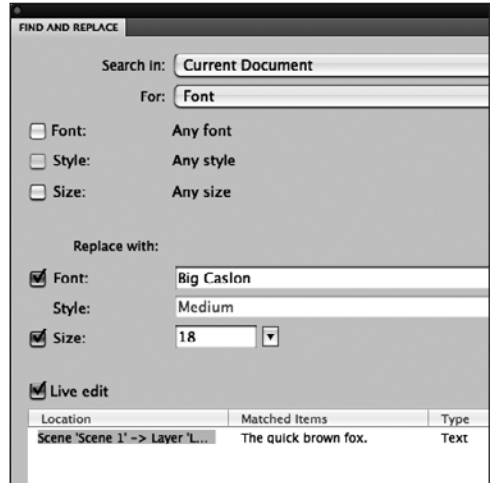 FIND AND REPLACE
Search in: Current Document
For: Font
Font: Any font
Style: Any style
Size: Any size
Replace with:
Font: Big Caslon
Style: Medium
Size: 18
Live edit
Location Matched Items Type
Scene 'Scene 1' -> Layer 'L... The quick brown fox. Text